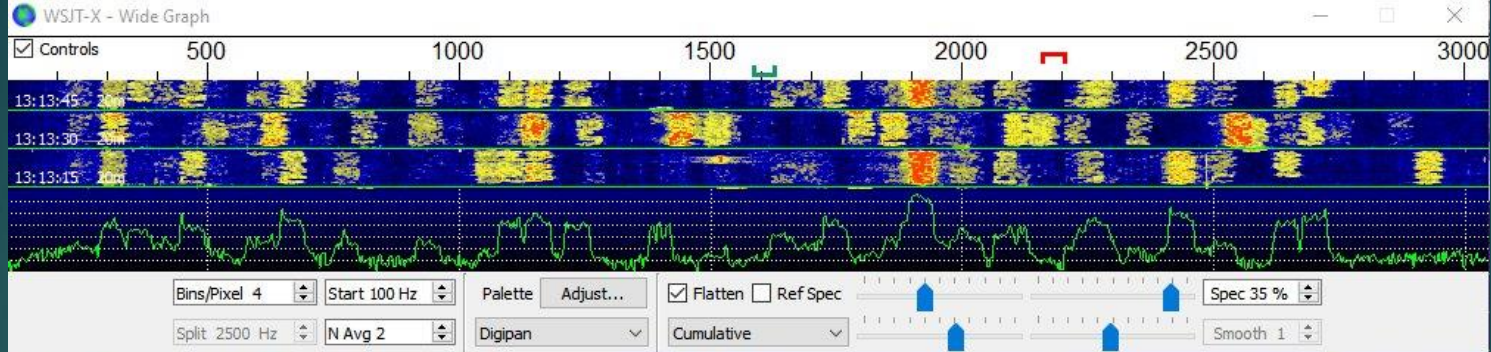 WSJT-X - Wide Graph
Controls 500 1000 1500 2000 2500 3000
13:13:45 20m
13:13:30 20m
13:13:15 20m
Bins/Pixel 4 Start 100 Hz Palette Adjust... Flatten Ref Spec Spec 35 %
Split 2500 Hz N Avg 2 Digipan Cumulative Smooth 1